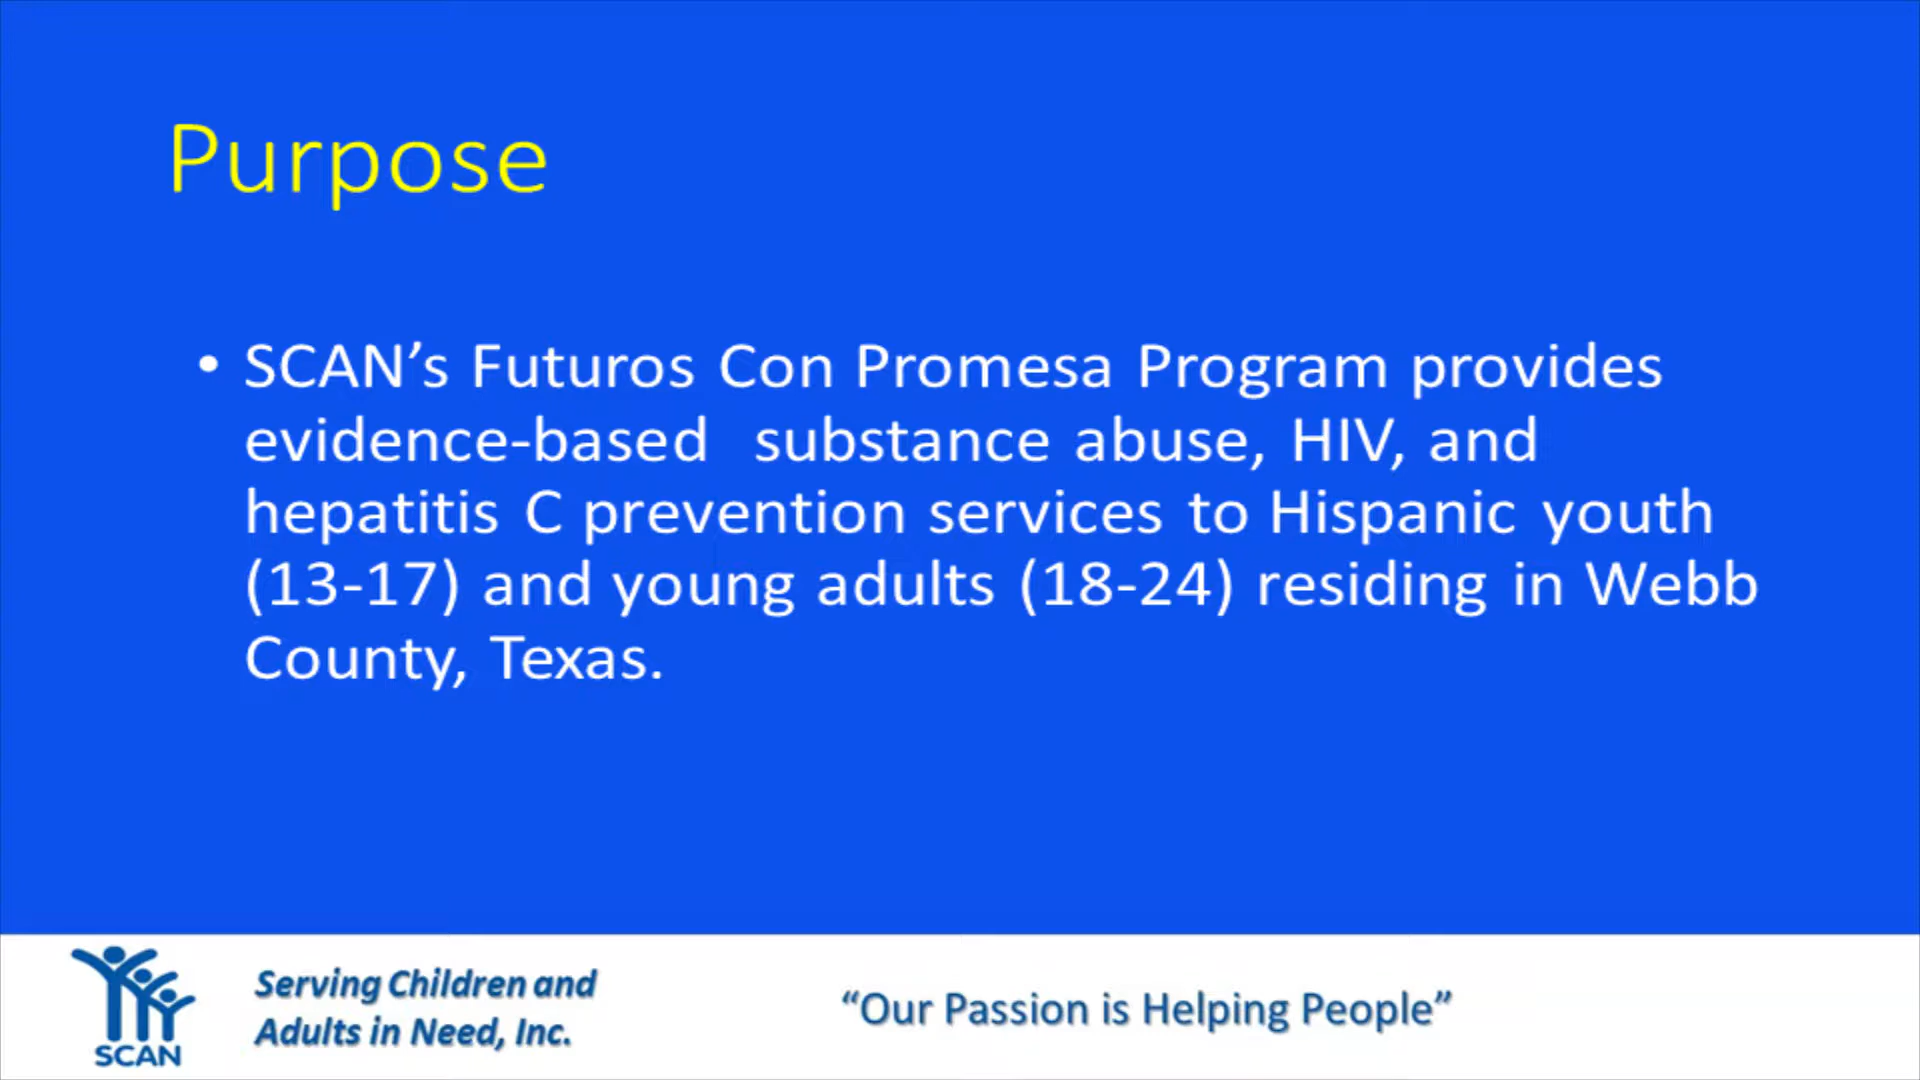 Purpose
• SCAN’s Futuros Con Promesa Program provides
evidence-based substance abuse, HIV, and
hepatitis C prevention services to Hispanic youth
(13-17) and young adults (18-24) residing in Webb
County, Texas.
SCAN
Serving Children and
Adults in Need, Inc.
“Our Passion is Helping People”